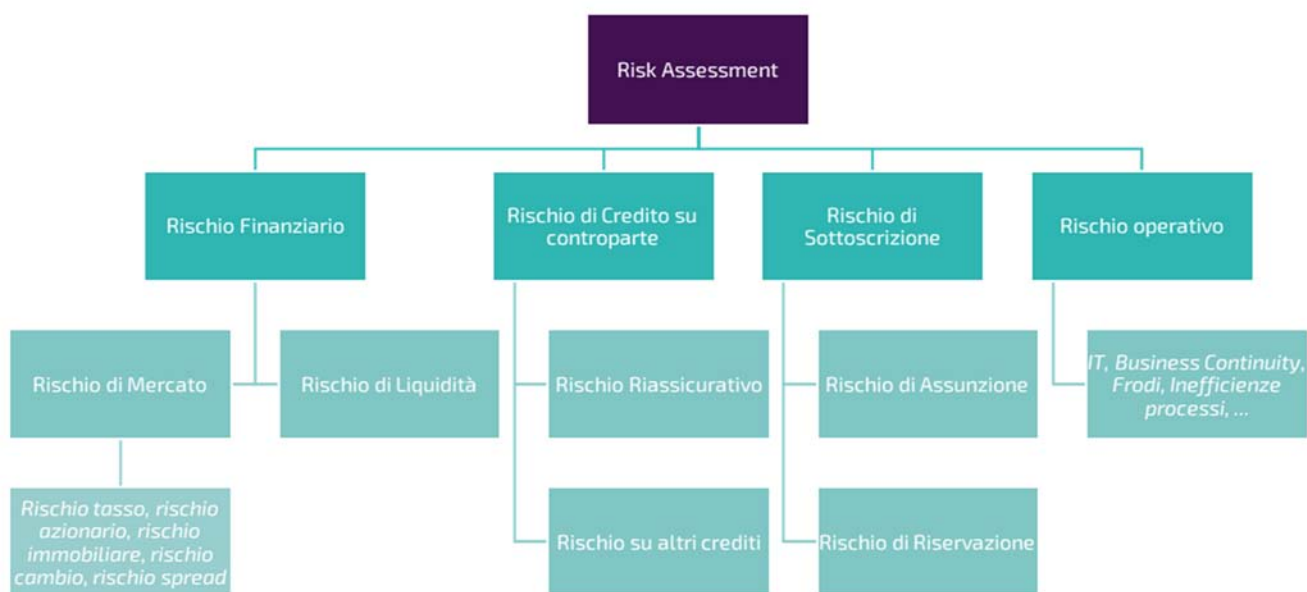 Risk Assessment
Rischio Finanziario
Rischio di Credito su
controparte
Rischio di
Sottoscrizione
Rischio operativo
Rischio di Mercato
Rischio di Liquidità
Rischio Riassicurativo
Rischio di Assunzione
IT, Business Continuity,
Frodi, Inefficienze
processi, ...
Rischio tasso, rischio
azionario, rischio
immobiliare, rischio
cambio, rischio spread
Rischio su altri crediti
Rischio di Riservazione